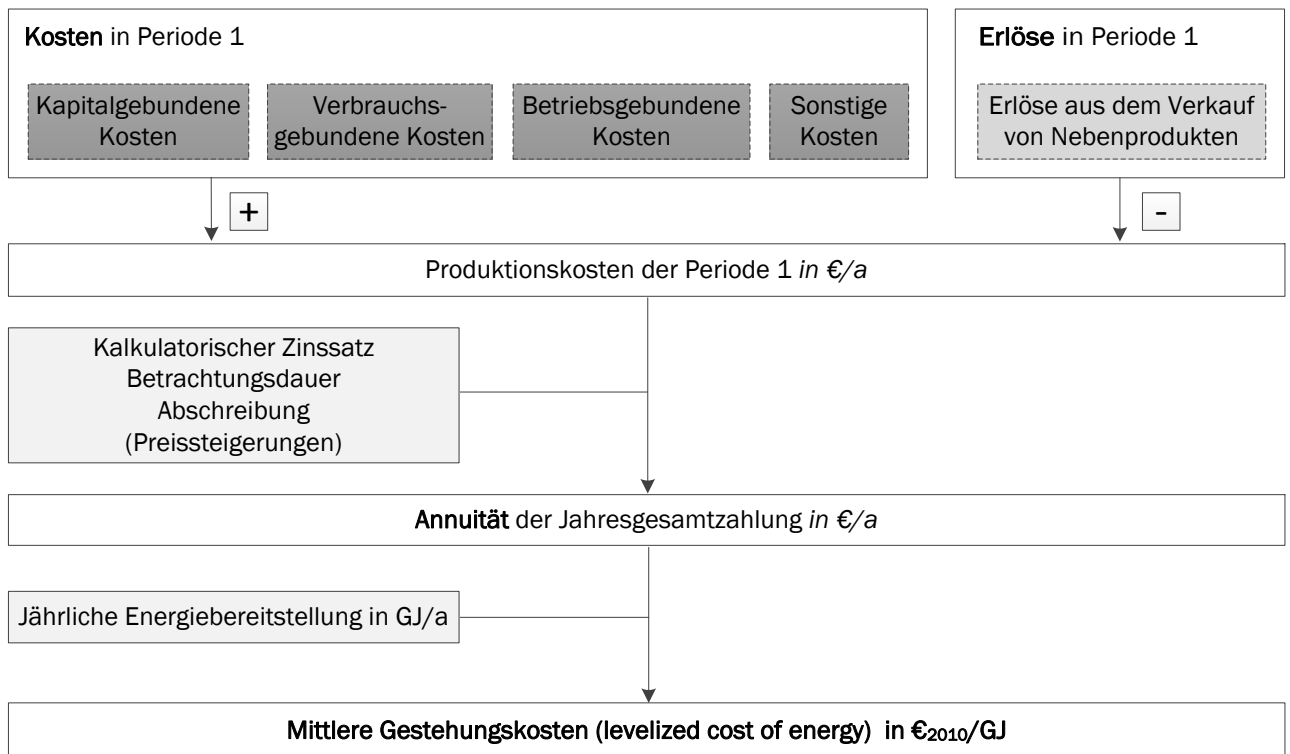 Kosten in Periode 1
Kapitalgebundene
Kosten
Verbrauchs-
gebundene Kosten
Betriebsgebundene
Kosten
Sonstige
Kosten
Erlöse in Periode 1
Erlöse aus dem Verkauf
von Nebenprodukten
+
-
Produktionskosten der Periode 1 in €/a
Kalkulatorischer Zinssatz
Betrachtungsdauer
Abschreibung
(Preissteigerungen)
Annuität der Jahresgesamtzahlung in €/a
Jährliche Energiebereitstellung in GJ/a
Mittlere Gestehungskosten (levelized cost of energy) in €2010/GJ